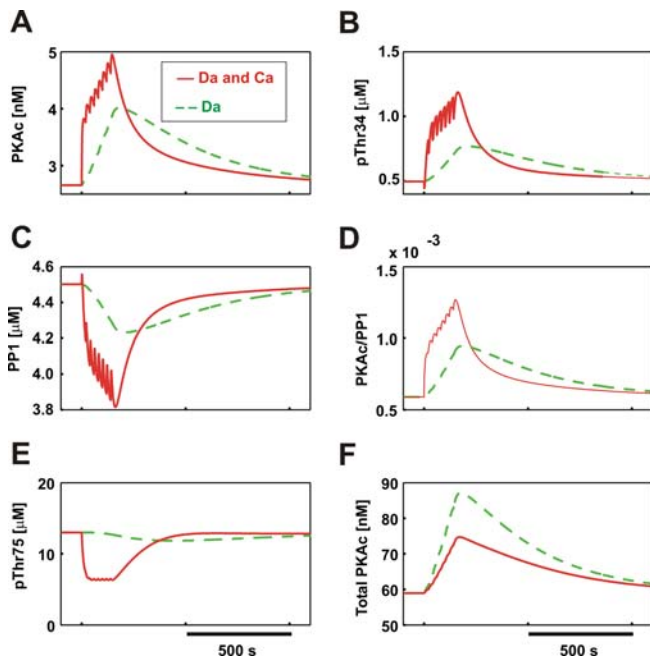 A
B
PKAc [nM]
5
4
3
Da and Ca
Da
pThr34 [µM]
1.5
1.0
0.5
C
D
x 10 -3
PP1 [µM]
4.6
4.4
4.2
4.0
3.8
PKAc/PP1
1.5
1.0
0.5
E
F
pThr75 [µM]
20
10
0
500 s
Total PKAc [nM]
90
80
70
60
50
500 s